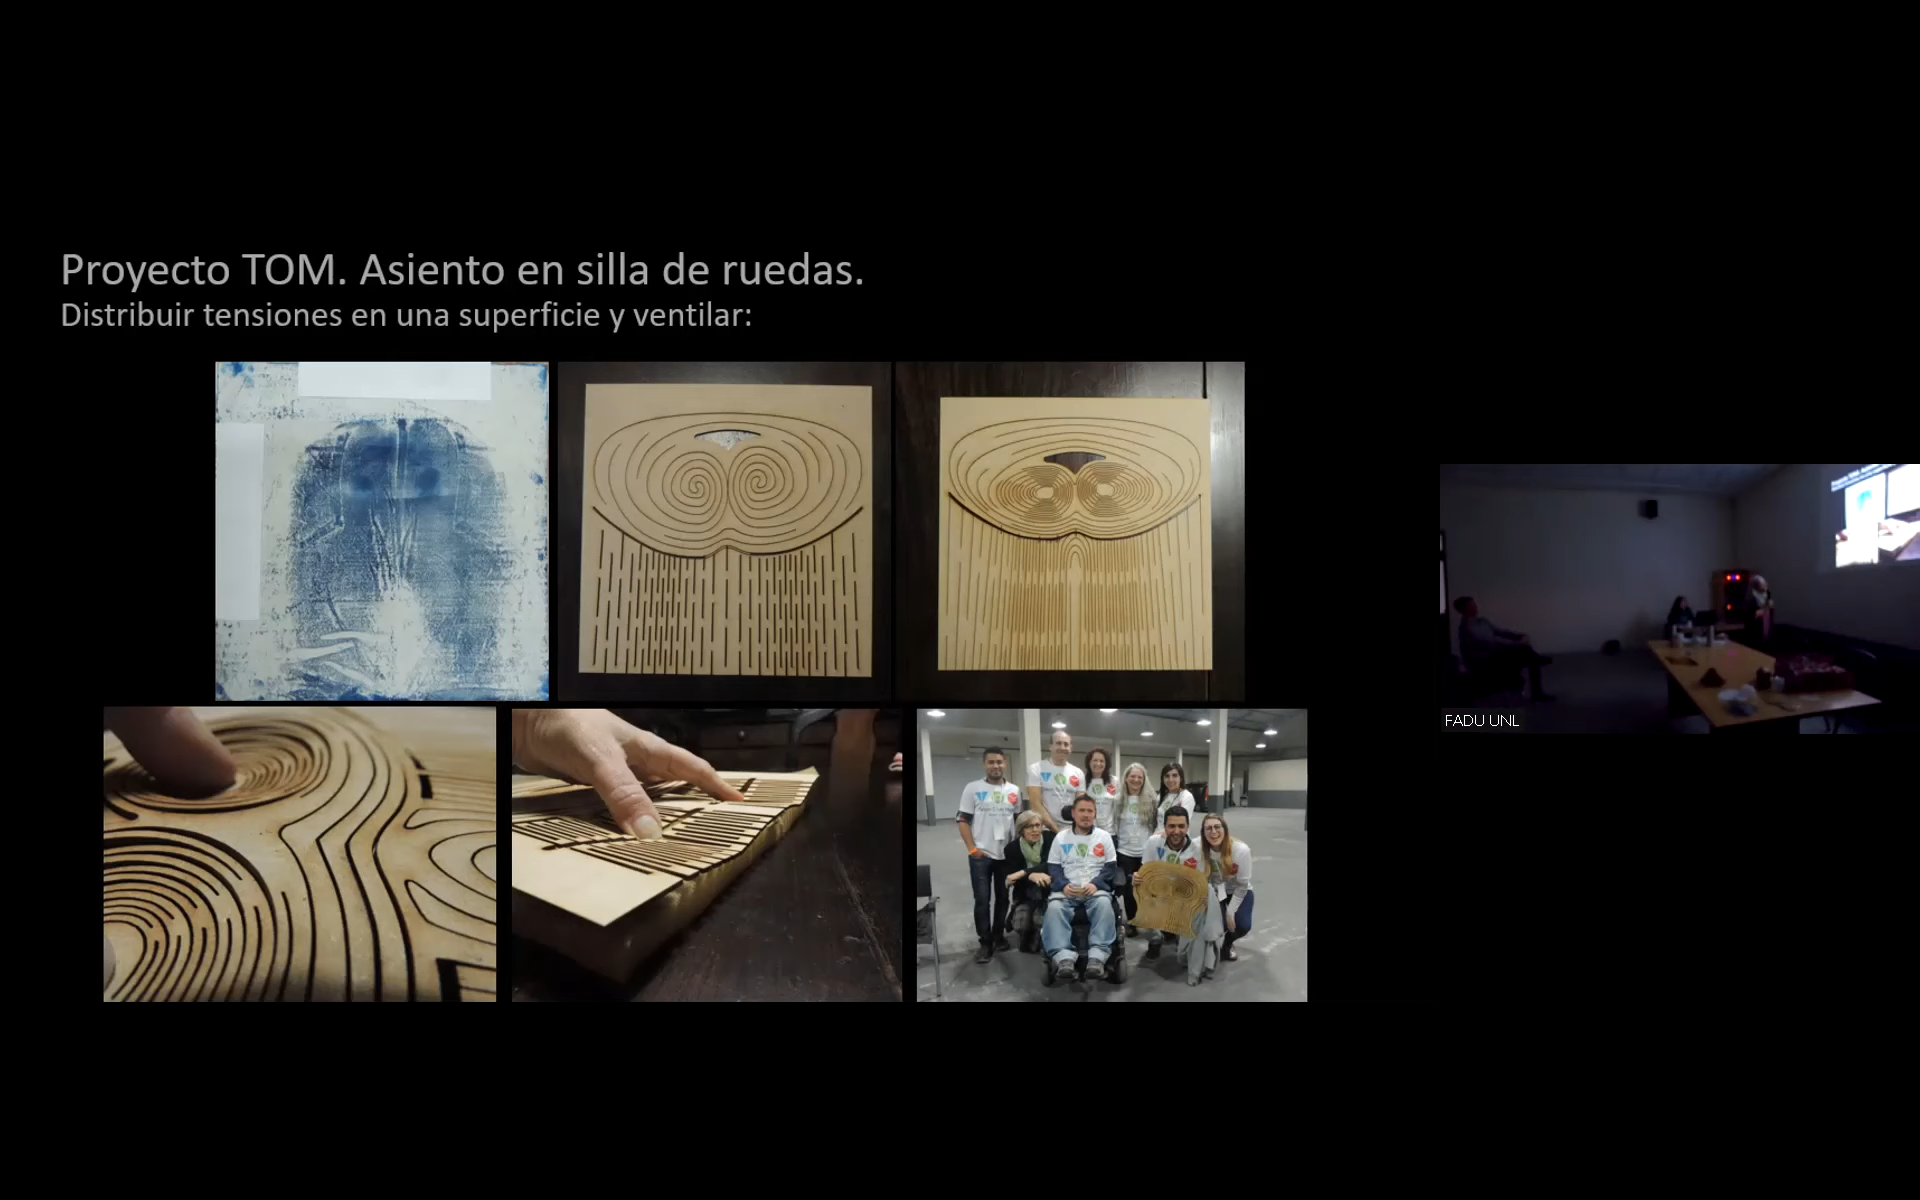 Proyecto TOM. Asiento en silla de ruedas.
Distribuir tensiones en una superficie y ventilar:
FADU UNL